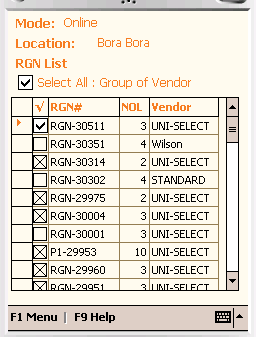 Mode: Online
Location: Bora Bora
RGN List
Select All : Group of Vendor
√ RGN# NOL Vendor
RGN-30511 3 UNI-SELECT
RGN-30351 4 Wilson
RGN-30314 2 UNI-SELECT
RGN-30302 4 STANDARD
RGN-29975 2 UNI-SELECT
RGN-30004 3 UNI-SELECT
RGN-30001 3 UNI-SELECT
P1-29953 10 UNI-SELECT
RGN-29960 3 UNI-SELECT
RGN-29951 3 UNI-SELECT
F1 Menu | F9 Help